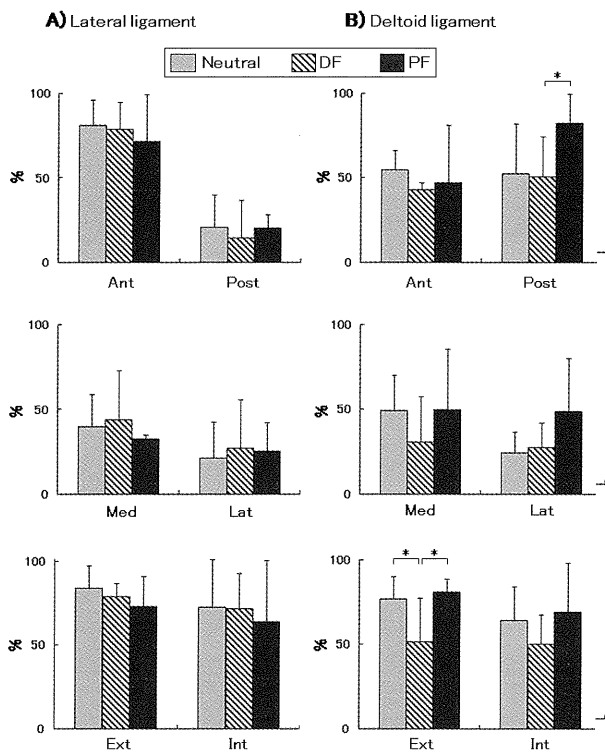 A) Lateral ligament
B) Deltoid ligament
Neutral DF PF
100
50
0
%
Ant Post
100
50
0
%
*
Ant Post
100
50
0
%
Med Lat
100
50
0
%
Med Lat
100
50
0
%
Ext Int
100
50
0
%
* *
Ext Int